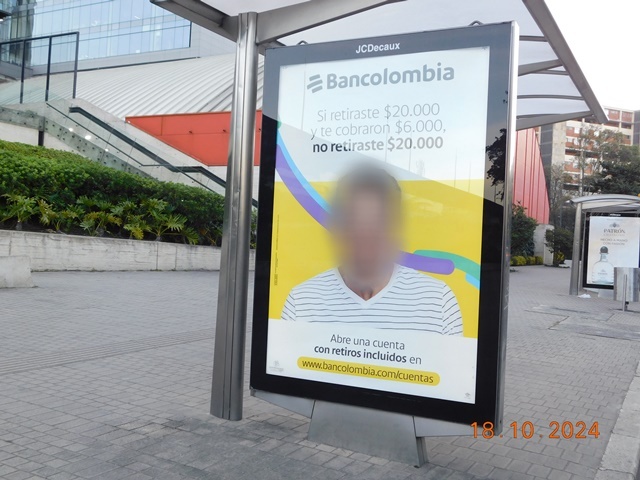 JCDecaux
Bancolombia
Si retiraste $20.000
y te cobraron $6.000,
no retiraste $20.000
Abre una cuenta
con retiros incluidos en
www.bancolombia.com/cuentas
PATRÓN
18 10 2024